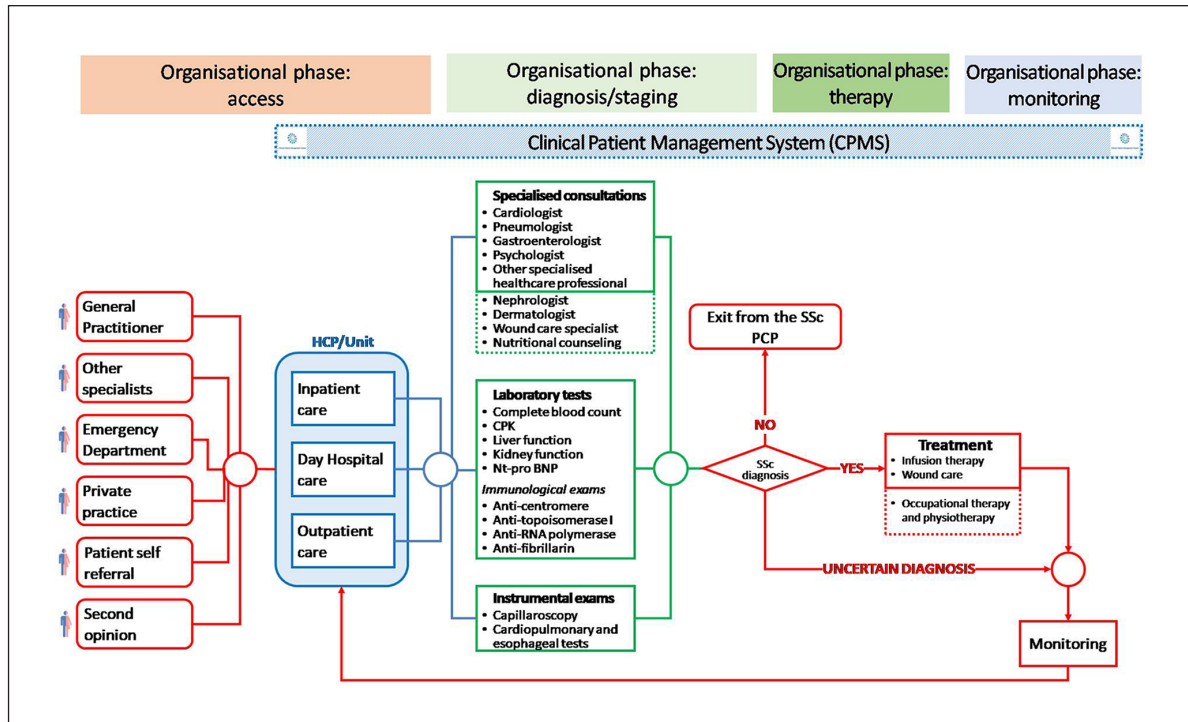 Organisational phase:
access
Organisational phase:
diagnosis/staging
Organisational phase:
therapy
Organisational phase:
monitoring
Clinical Patient Management System (CPMS)
General
Practitioner
Other
specialists
Emergency
Department
Private
practice
Patient self
referral
Second
opinion
HCP/Unit
Inpatient
care
Day Hospital
care
Outpatient
care
Specialised consultations
• Cardiologist
• Pneumologist
• Gastroenterologist
• Psychologist
• Other specialised
healthcare professional
• Nephrologist
• Dermatologist
• Wound care specialist
• Nutritional counseling
Laboratory tests
• Complete blood count
• CPK
• Liver function
• Kidney function
• Nt-pro BNP
Immunological exams
• Anti-centromere
• Anti-topoisomerase I
• Anti-RNA polymerase
• Anti-fibrillarin
Instrumental exams
• Capillaroscopy
• Cardiopulmonary and
esophageal tests
Exit from the SSc
PCP
NO
SSc
diagnosis
YES
Treatment
• Infusion therapy
• Wound care
• Occupational therapy
and physiotherapy
UNCERTAIN DIAGNOSIS
Monitoring